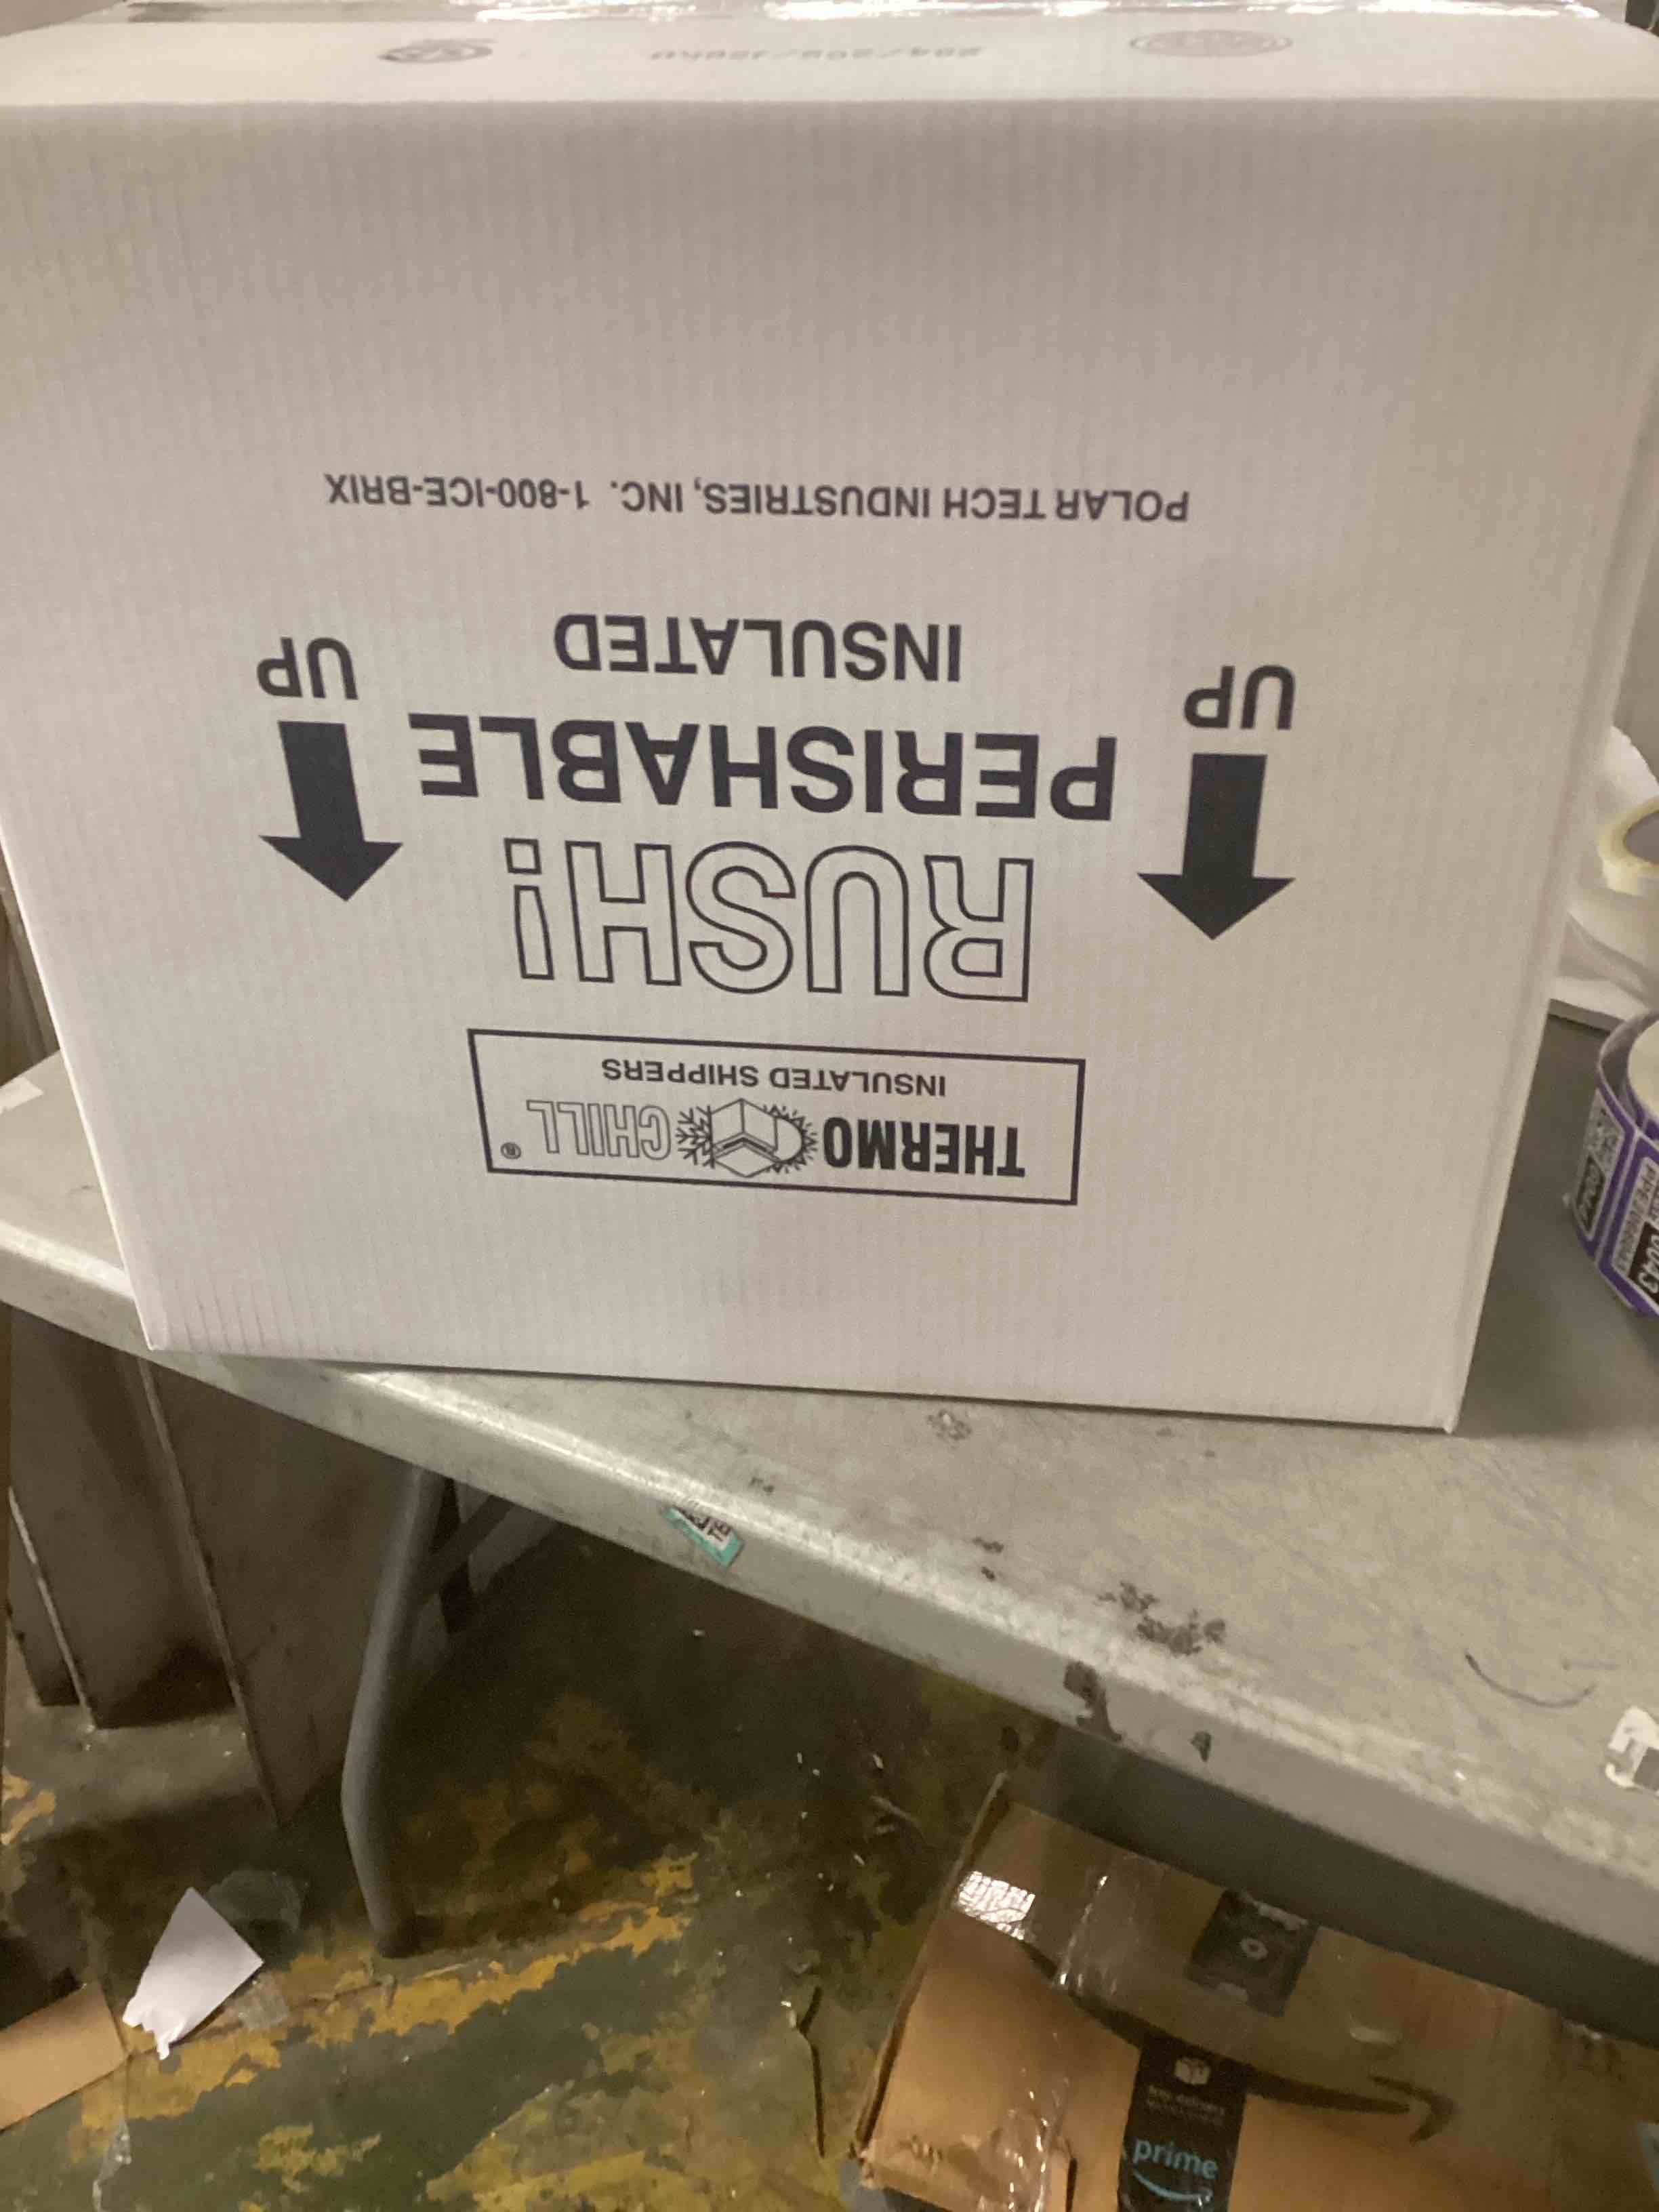 THERMO CHILL®
INSULATED SHIPPERS
RUSH!
PERISHABLE
INSULATED
UP
UP
POLAR TECH INDUSTRIES, INC. 1-800-ICE-BRIX
prime